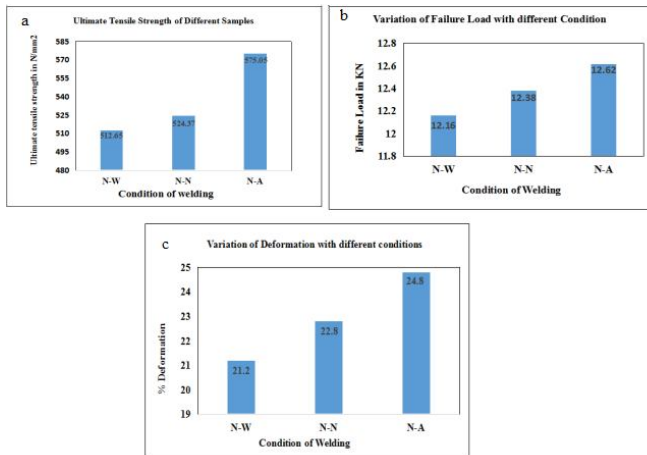 a
Ultimate Tensile Strength of Different Samples
Ultimate tensile strength in N/mm2
585
570
555
540
525
510
495
480
512.65
524.37
575.05
N-W
N-N
N-A
Condition of welding
b
Variation of Failure Load with different Condition
Failure Load in KN
12.8
12.6
12.4
12.2
12
11.8
12.16
12.38
12.62
N-W
N-N
N-A
Condition of Welding
c
Variation of Deformation with different conditions
% Deformation
25
24
23
22
21
20
19
21.2
22.8
24.8
N-W
N-N
N-A
Condition of Welding